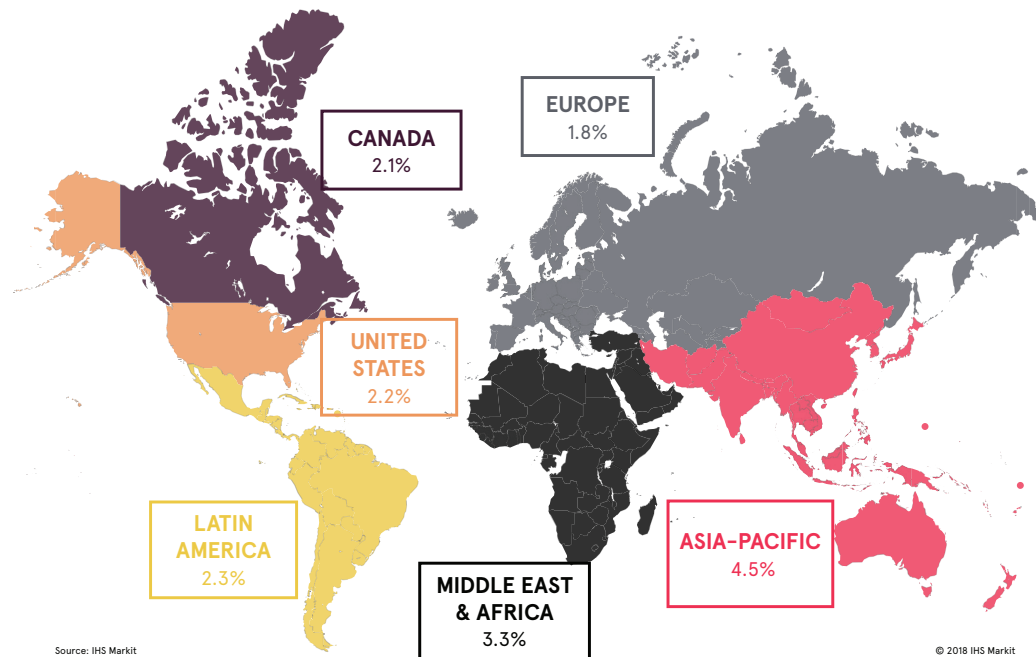 EUROPE
1.8%
CANADA
2.1%
UNITED
STATES
2.2%
LATIN
AMERICA
2.3%
ASIA-PACIFIC
4.5%
MIDDLE EAST
& AFRICA
3.3%
Source: IHS Markit
© 2018 IHS Markit